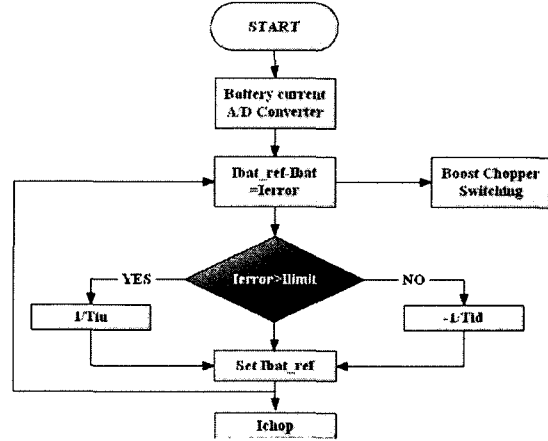 START
Battery current
A/D Converter
Ibat_ref-Ibat
=Ierror
Boost Chopper
Switching
Ierror>Ilimit
YES
NO
1/Tiu
-1/Tid
Set Ibat_ref
Ichop